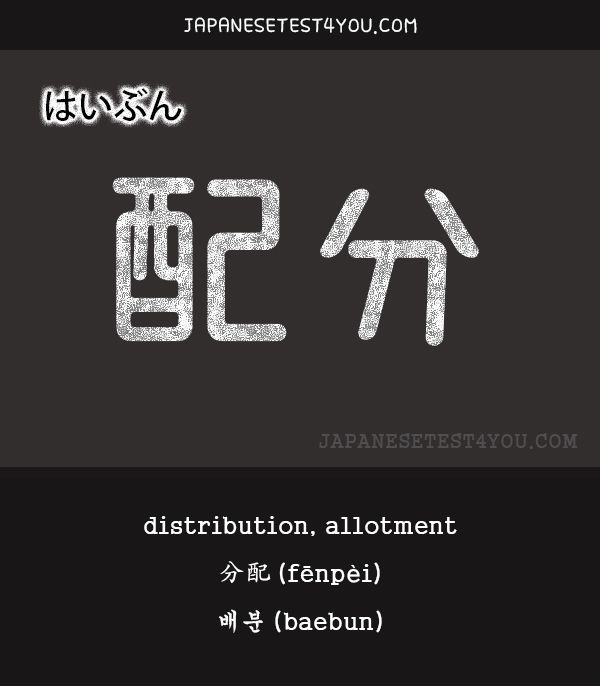 JAPANESETEST4YOU.COM
はいぶん
配分
JAPANESETEST4YOU.COM
distribution, allotment
分配 (fēnpèi)
배분 (baebun)